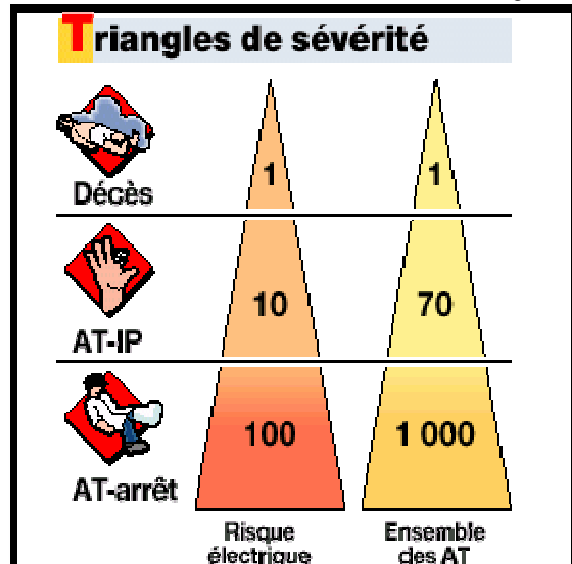 Triangles de sévérité
Décès
1
1
AT-IP
10
70
AT-arrêt
100
1 000
Risque
électrique
Ensemble
des AT